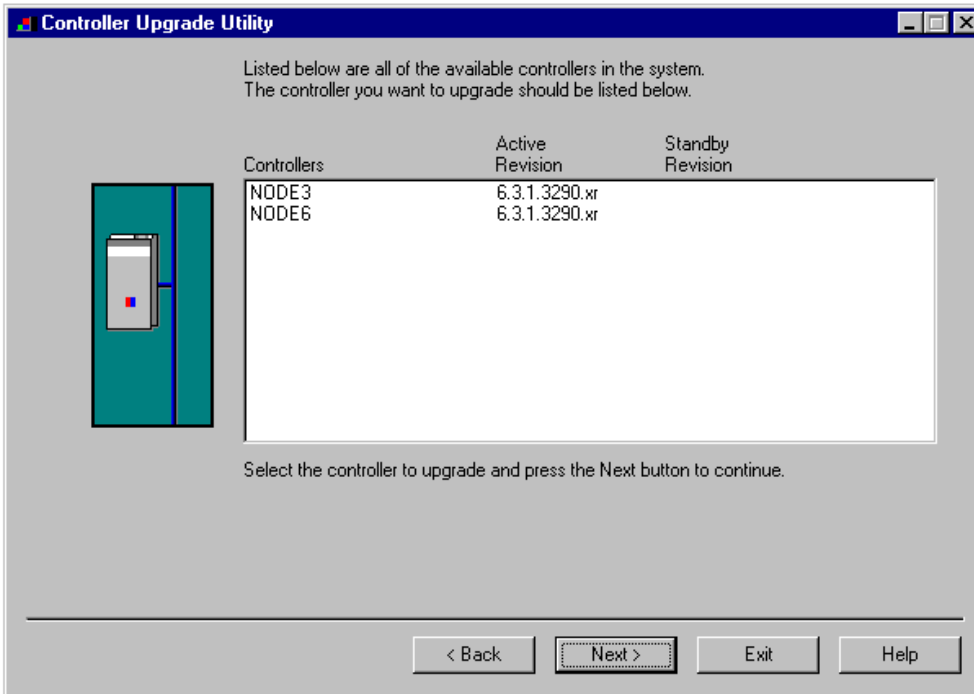 Controller Upgrade Utility
Listed below are all of the available controllers in the system.
The controller you want to upgrade should be listed below.
Active Standby
Controllers Revision Revision
NODE3 6.3.1.3290.xr
NODE6 6.3.1.3290.xr
Select the controller to upgrade and press the Next button to continue.
< Back Next > Exit Help